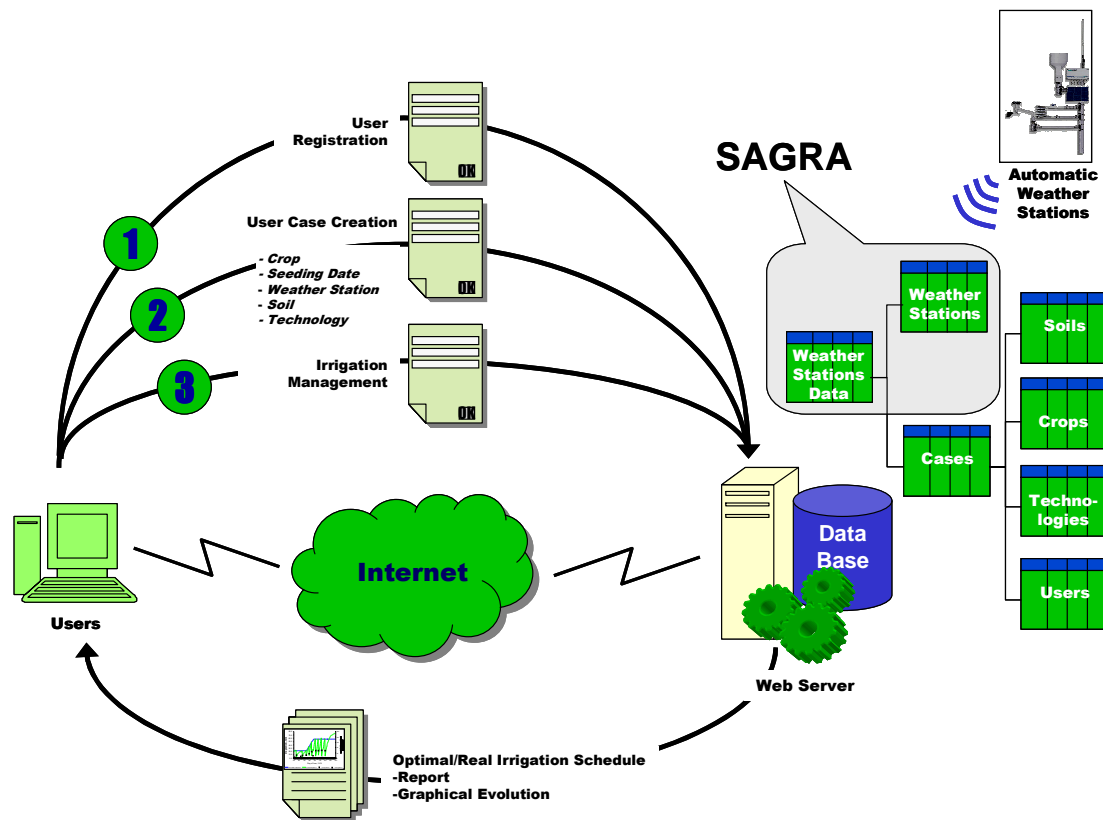 User
Registration
OK
SAGRA
Automatic
Weather
Stations
1
User Case Creation
- Crop
- Seeding Date
- Weather Station
- Soil
- Technology
OK
2
Weather
Stations
Soils
Weather
Stations
Data
3
Irrigation
Management
OK
Crops
Cases
Techno-
logies
Data
Base
Internet
Users
Users
Web Server
Optimal/Real Irrigation Schedule
-Report
-Graphical Evolution